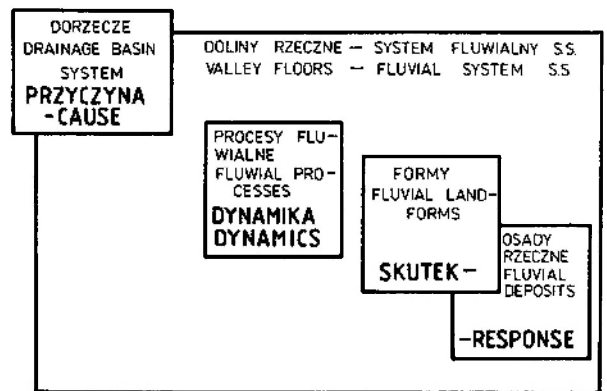 DORZECZE
DRAINAGE BASIN
SYSTEM
PRZYCZYNA
-CAUSE
DOLINY RZECZNE - SYSTEM FLUWIALNY S.S.
VALLEY FLOORS - FLUVIAL SYSTEM S.S
PROCESY FLU-
WIALNE
FLUWIAL PRO-
CESSES
DYNAMIKA
DYNAMICS
FORMY
FLUVIAL LAND-
FORMS
SKUTEK-
OSADY
RZECZNE
FLUVIAL
DEPOSITS
-RESPONSE